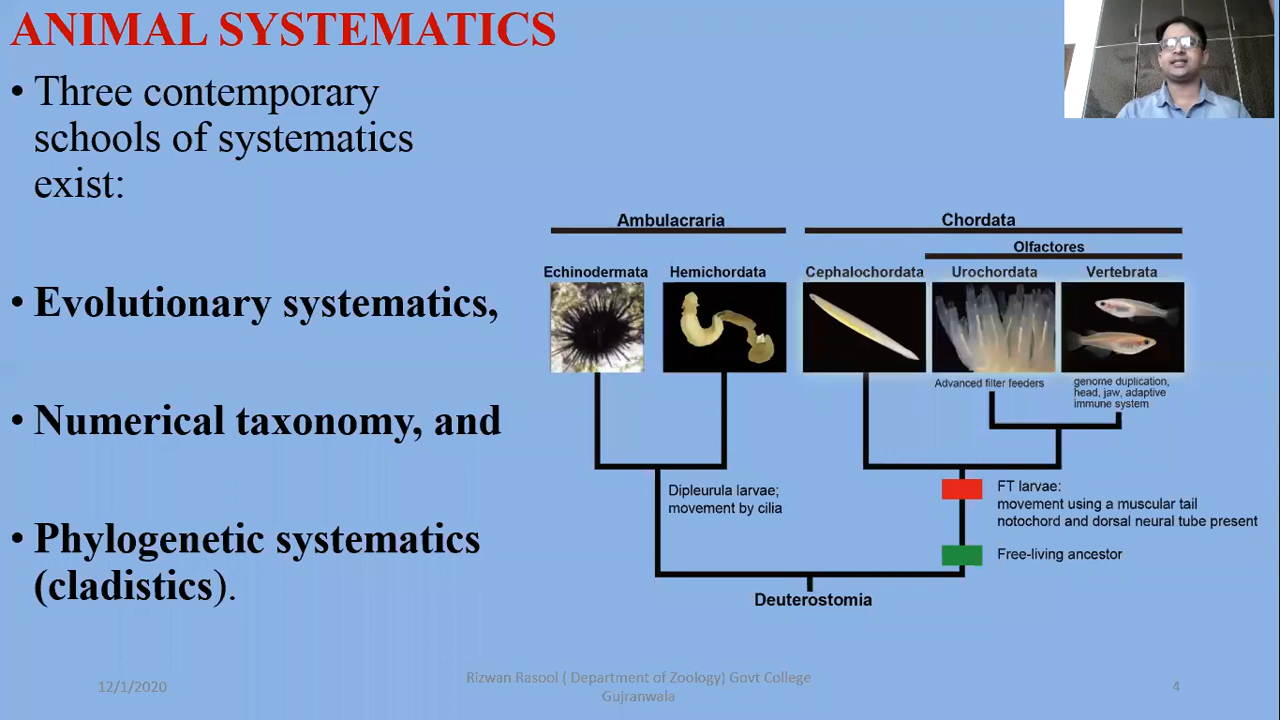 ANIMAL SYSTEMATICS
• Three contemporary
schools of systematics
exist:
• Evolutionary systematics,
• Numerical taxonomy, and
• Phylogenetic systematics
(cladistics).
Ambulacraria
Chordata
Olfactores
Echinodermata
Hemichordata
Cephalochordata
Urochordata
Vertebrata
Advanced filter feeders
genome duplication,
head, jaw, adaptive
immune system
Dipleurula larvae;
movement by cilia
FT larvae:
movement using a muscular tail
notochord and dorsal neural tube present
Free-living ancestor
Deuterostomia
12/1/2020
Rizwan Rasool ( Department of Zoology) Govt College
Gujranwala
4